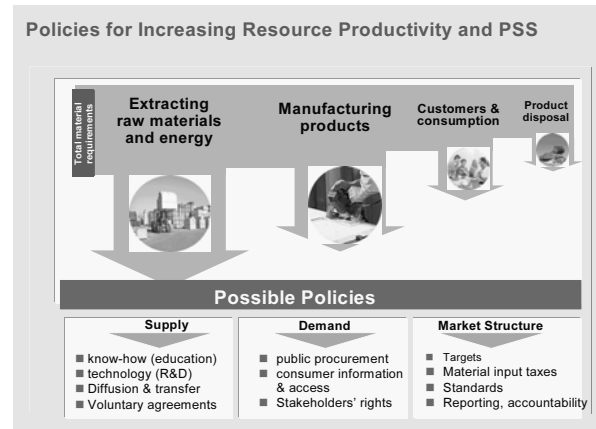 Policies for Increasing Resource Productivity and PSS
Total material
requirements
Extracting
raw materials
and energy
Manufacturing
products
Customers &
consumption
Product
disposal
Possible Policies
Supply
know-how (education)
technology (R&D)
Diffusion & transfer
Voluntary agreements
Demand
public procurement
consumer information
& access
Stakeholders' rights
Market Structure
Targets
Material input taxes
Standards
Reporting, accountability